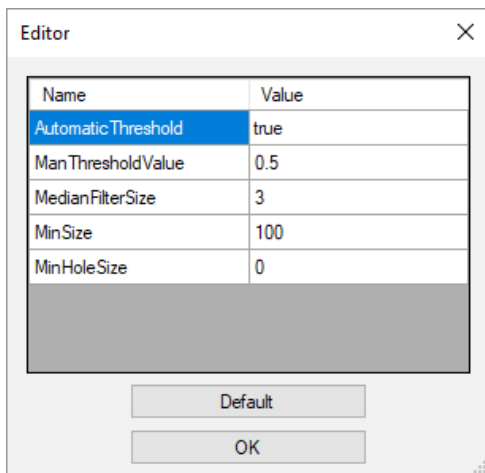 Editor
Name Value
AutomaticThreshold true
ManThresholdValue 0.5
MedianFilterSize 3
MinSize 100
MinHoleSize 0
Default
OK